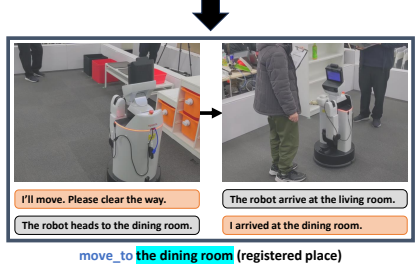 I'll move. Please clear the way.
The robot heads to the dining room.
The robot arrive at the living room.
I arrived at the dining room.
move_to the dining room (registered place)